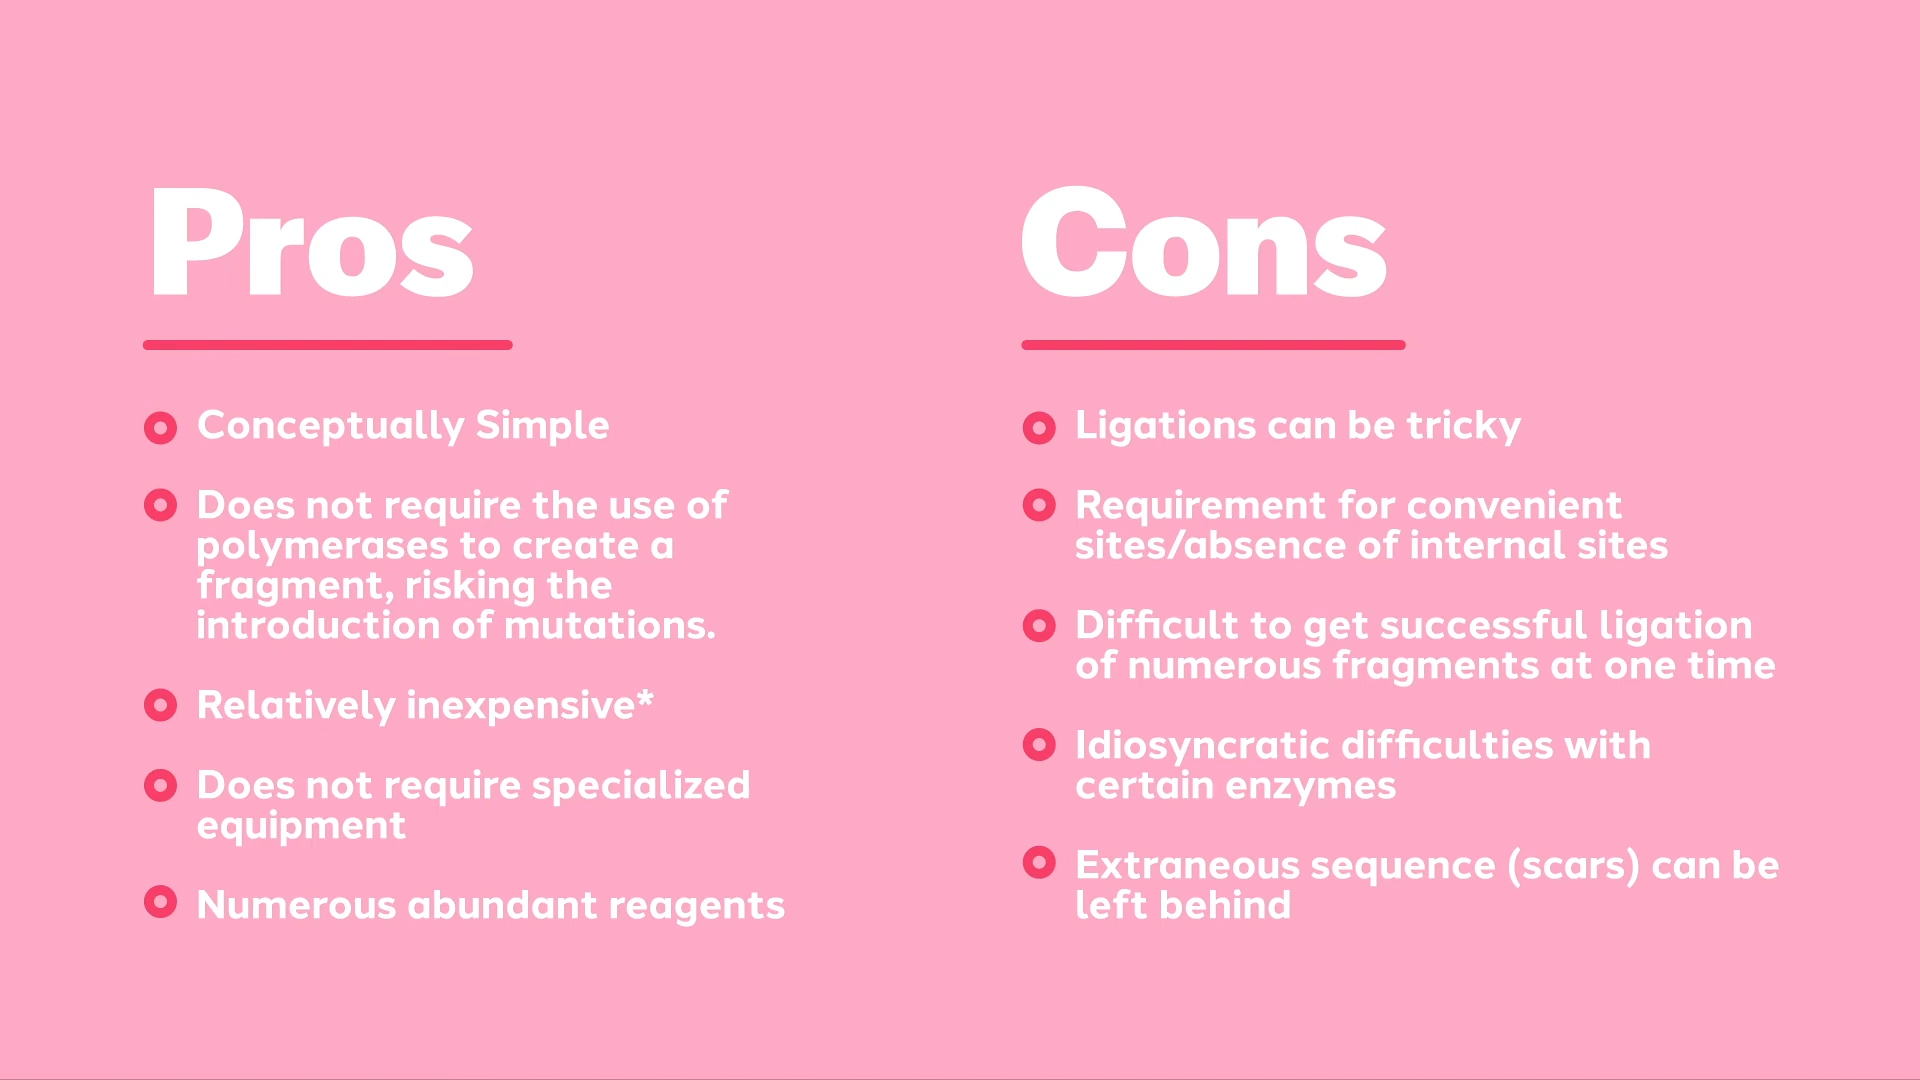 Pros
Conceptually Simple
Does not require the use of
polymerases to create a
fragment, risking the
introduction of mutations.
Relatively inexpensive*
Does not require specialized
equipment
Numerous abundant reagents
Cons
Ligations can be tricky
Requirement for convenient
sites/absence of internal sites
Difficult to get successful ligation
of numerous fragments at one time
Idiosyncratic difficulties with
certain enzymes
Extraneous sequence (scars) can be
left behind